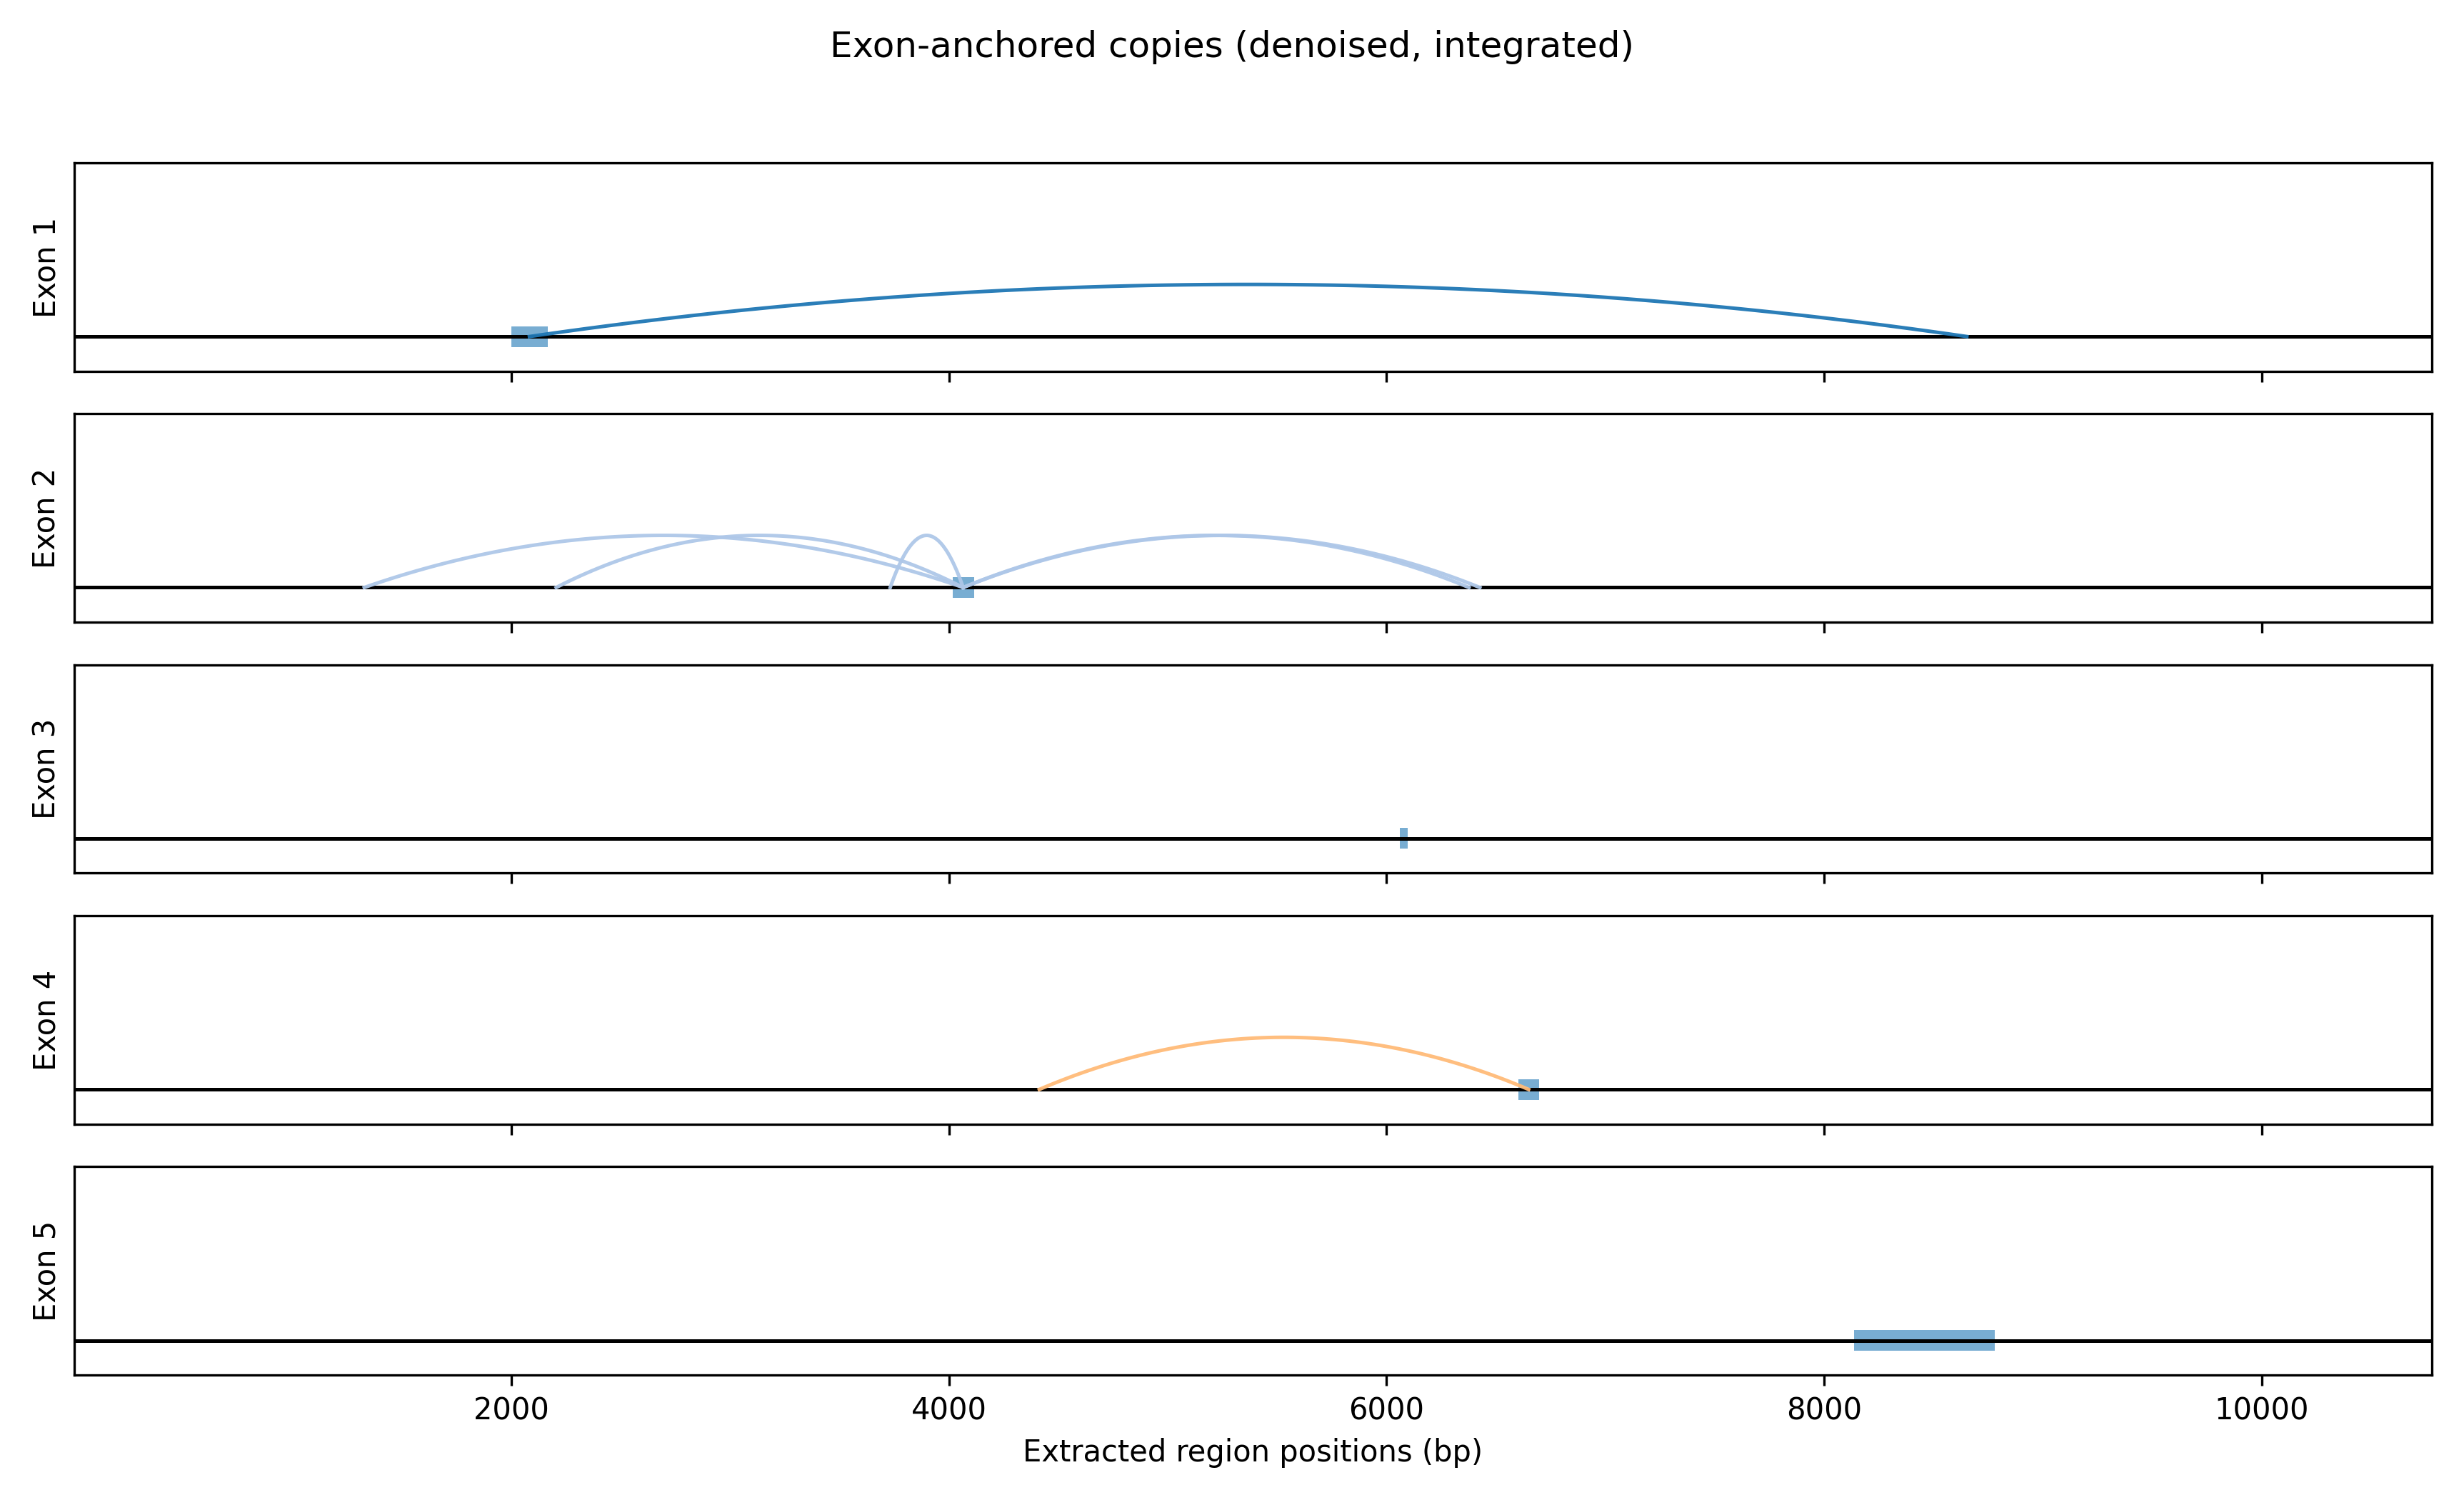 Exon-anchored copies (denoised, integrated)
Exon 1
Exon 2
Exon 3
Exon 4
Exon 5
2000 4000 6000 8000 10000
Extracted region positions (bp)